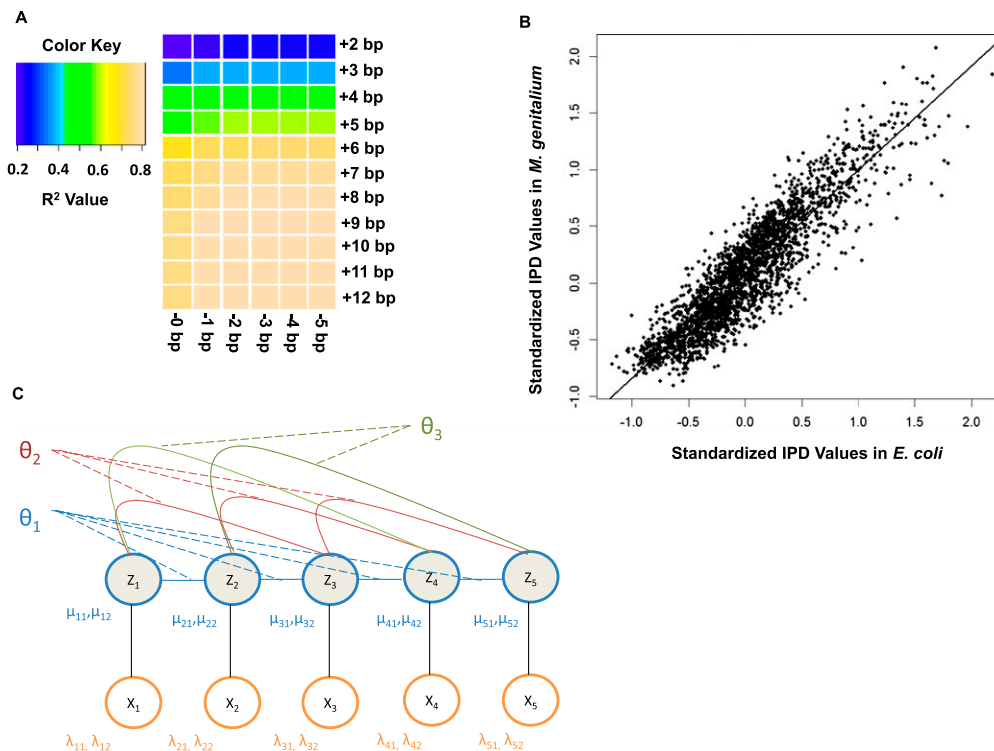 A
Color Key
0.2 0.4 0.6 0.8
R² Value
+2 bp
+3 bp
+4 bp
+5 bp
+6 bp
+7 bp
+8 bp
+9 bp
+10 bp
+11 bp
+12 bp
-0 bp
-1 bp
-2 bp
-3 bp
-4 bp
-5 bp
B
Standardized IPD Values in M. genitalium
2.0
1.5
1.0
0.5
0.0
-0.5
-1.0
-1.0 -0.5 0.0 0.5 1.0 1.5 2.0
Standardized IPD Values in E. coli
C
θ₃
θ₂
θ₁
Z₁ Z₂ Z₃ Z₄ Z₅
μ₁₁,μ₁₂ μ₂₁,μ₂₂ μ₃₁,μ₃₂ μ₄₁,μ₄₂ μ₅₁,μ₅₂
X₁ X₂ X₃ X₄ X₅
λ₁₁, λ₁₂ λ₂₁, λ₂₂ λ₃₁, λ₃₂ λ₄₁, λ₄₂ λ₅₁, λ₅₂